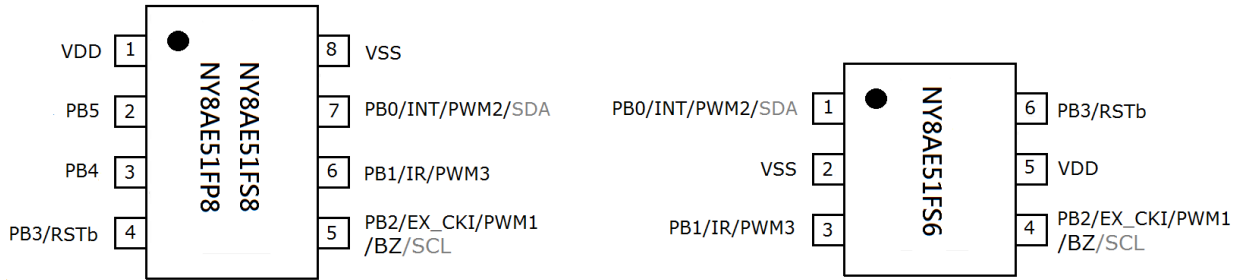 VDD 1
8 VSS
PB5 2
7 PB0/INT/PWM2/SDA
PB4 3
6 PB1/IR/PWM3
PB3/RSTb 4
5 PB2/EX_CKI/PWM1
/BZ/SCL
NY8AE51FS8
NY8AE51FP8
PB0/INT/PWM2/SDA 1
6 PB3/RSTb
VSS 2
5 VDD
PB1/IR/PWM3 3
4 PB2/EX_CKI/PWM1
/BZ/SCL
NY8AE51FS6